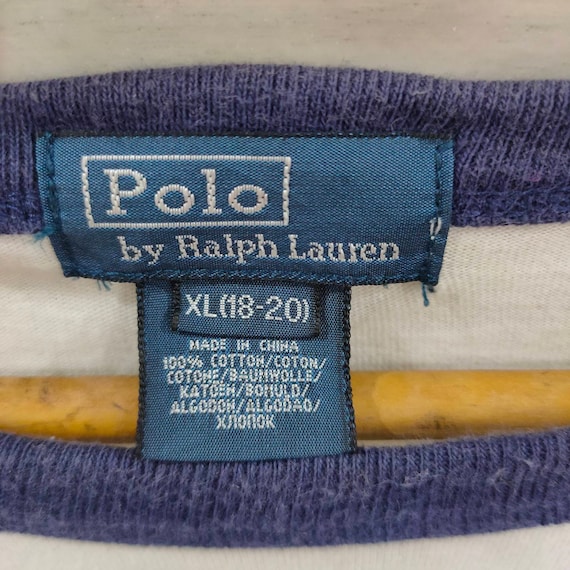 Polo
by Ralph Lauren
XL(18-20)
MADE IN CHINA
100% COTTON/COTON/
COTONE/BAUMWOLLE/
KATOEN/BOMULD/
ALGODON/ALGODAO/
ХЛОПОК